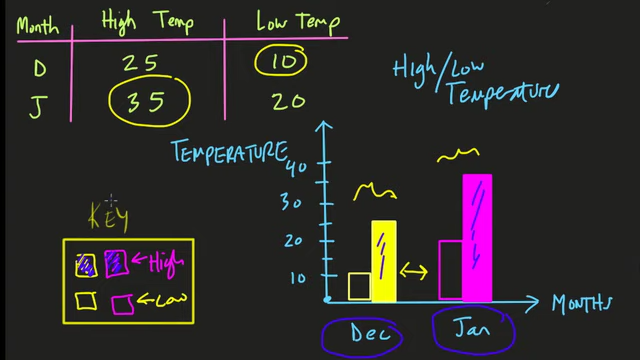 Month High Temp Low Temp
D 25 10
J 35 20
High/Low
Temperature
TEMPERATURE
40
30
20
10
KEY
High
Low
Dec Jan
MONTHS